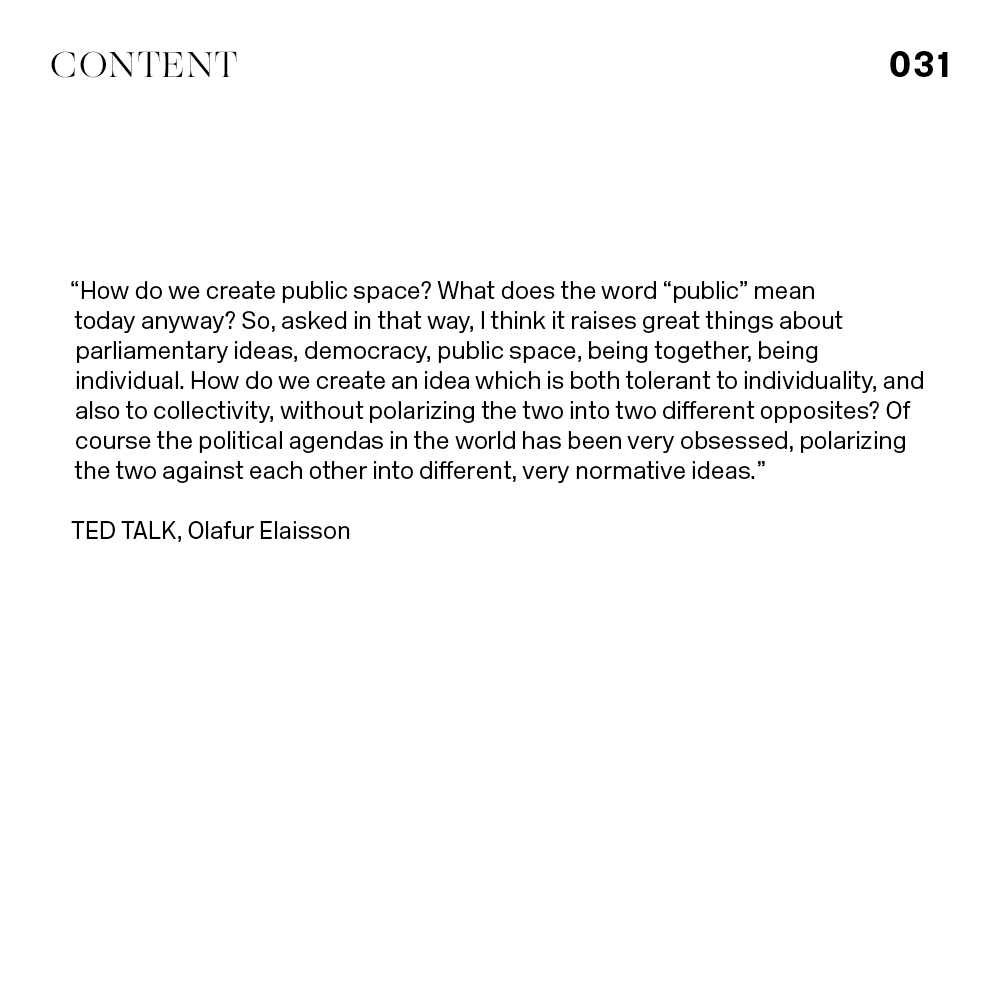 CONTENT
031
“How do we create public space? What does the word “public” mean
today anyway? So, asked in that way, I think it raises great things about
parliamentary ideas, democracy, public space, being together, being
individual. How do we create an idea which is both tolerant to individuality, and
also to collectivity, without polarizing the two into two different opposites? Of
course the political agendas in the world has been very obsessed, polarizing
the two against each other into different, very normative ideas.”
TED TALK, Olafur Elaisson